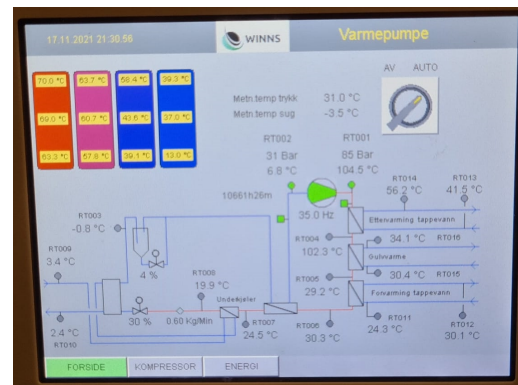 17.11.2021 21:30:56
WINNS
Varmepumpe
AV AUTO
70.0 °C 63.7 °C 58.4 °C 39.3 °C
69.0 °C 60.7 °C 43.6 °C 37.0 °C
63.3 °C 57.8 °C 39.1 °C 13.0 °C
Metn.temp trykk 31.0 °C
Metn.temp sug -3.5 °C
RT002 RT001
31 Bar 85 Bar
6.8 °C 104.5 °C
RT014 RT013
56.2 °C 41.5 °C
10661h26m
35.0 Hz
Ettervarming tappevann
RT003
-0.8 °C
RT004 34.1 °C RT016
102.3 °C
Gulvvarme
RT009
3.4 °C
4 %
RT008
19.9 °C
RT005 30.4 °C RT015
29.2 °C
Forvarming tappevann
Underkjøler
30 % 0.60 kg/Min
RT007
24.5 °C
RT006
30.3 °C
RT011
24.3 °C
RT012
30.1 °C
2.4 °C
RT010
FORSIDE KOMPRESSOR ENERGI